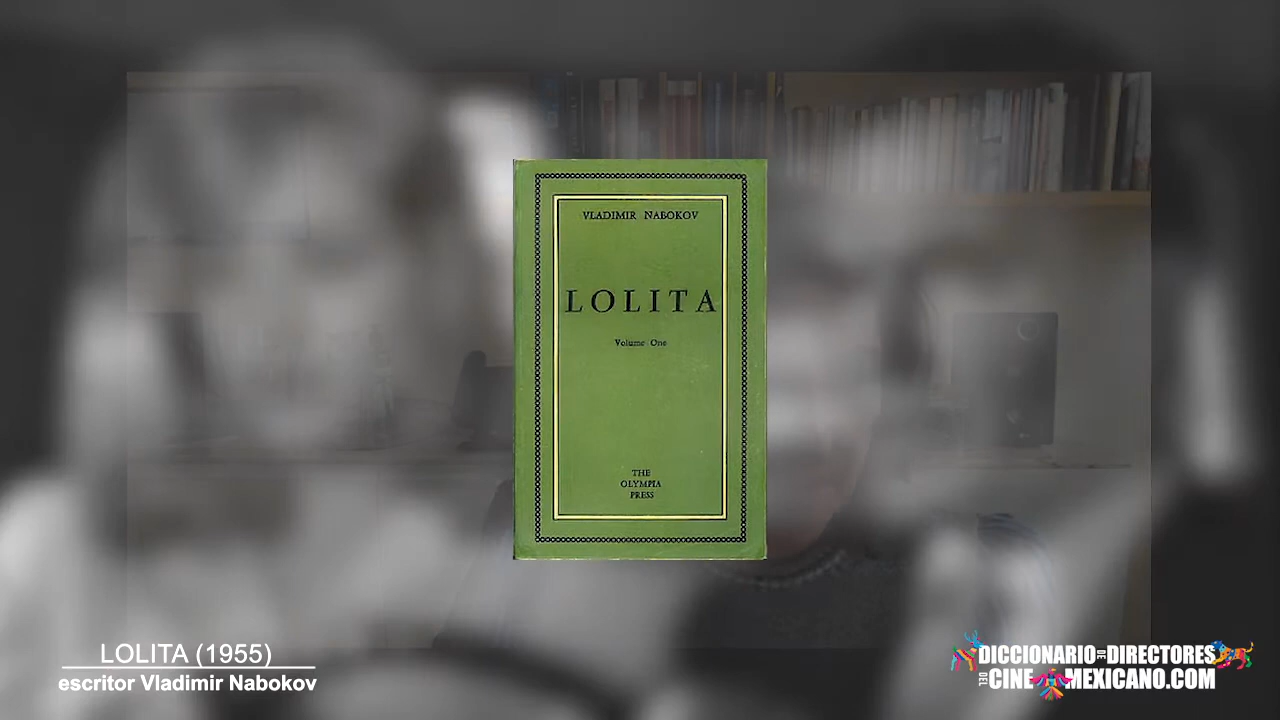 VLADIMIR NABOKOV
LOLITA
Volume One
THE
OLYMPIA
PRESS
LOLITA (1955)
escritor Vladimir Nabokov
DICCIONARIO DE DIRECTORES
DEL CINE MEXICANO.COM